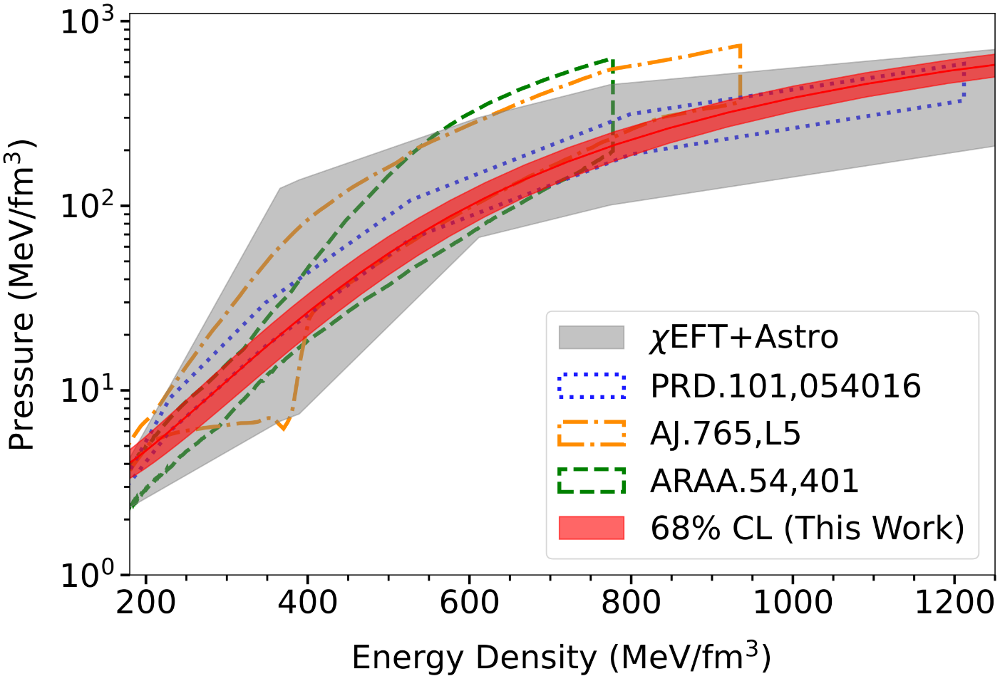 10³
10²
10¹
10⁰
Pressure (MeV/fm³)
χEFT+Astro
PRD.101,054016
AJ.765,L5
ARAA.54,401
68% CL (This Work)
200 400 600 800 1000 1200
Energy Density (MeV/fm³)